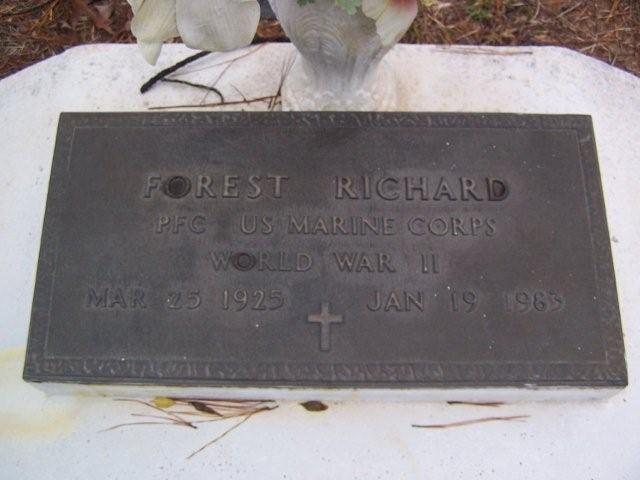 FOREST RICHARD
PFC US MARINE CORPS
WORLD WAR II
MAR 25 1925 JAN 19 1983